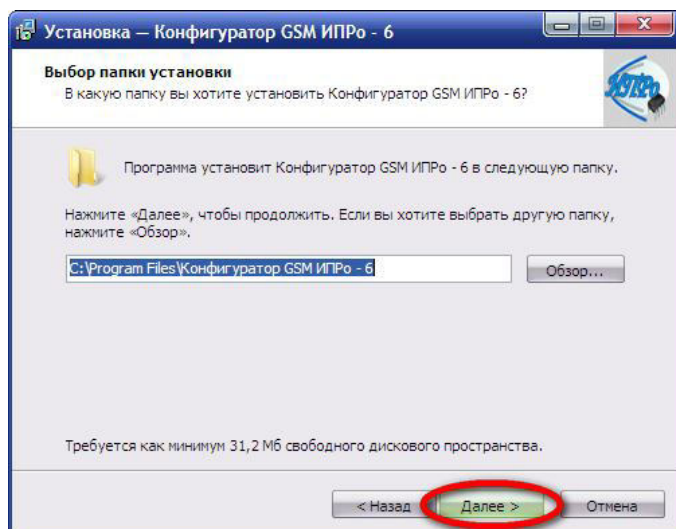 Установка — Конфигуратор GSM ИПРо - 6
Выбор папки установки
В какую папку вы хотите установить Конфигуратор GSM ИПРо - 6?
ИПРо
Программа установит Конфигуратор GSM ИПРо - 6 в следующую папку.
Нажмите «Далее», чтобы продолжить. Если вы хотите выбрать другую папку,
нажмите «Обзор».
C:\Program Files\Конфигуратор GSM ИПРо - 6
Обзор...
Требуется как минимум 31,2 Мб свободного дискового пространства.
< Назад
Далее >
Отмена